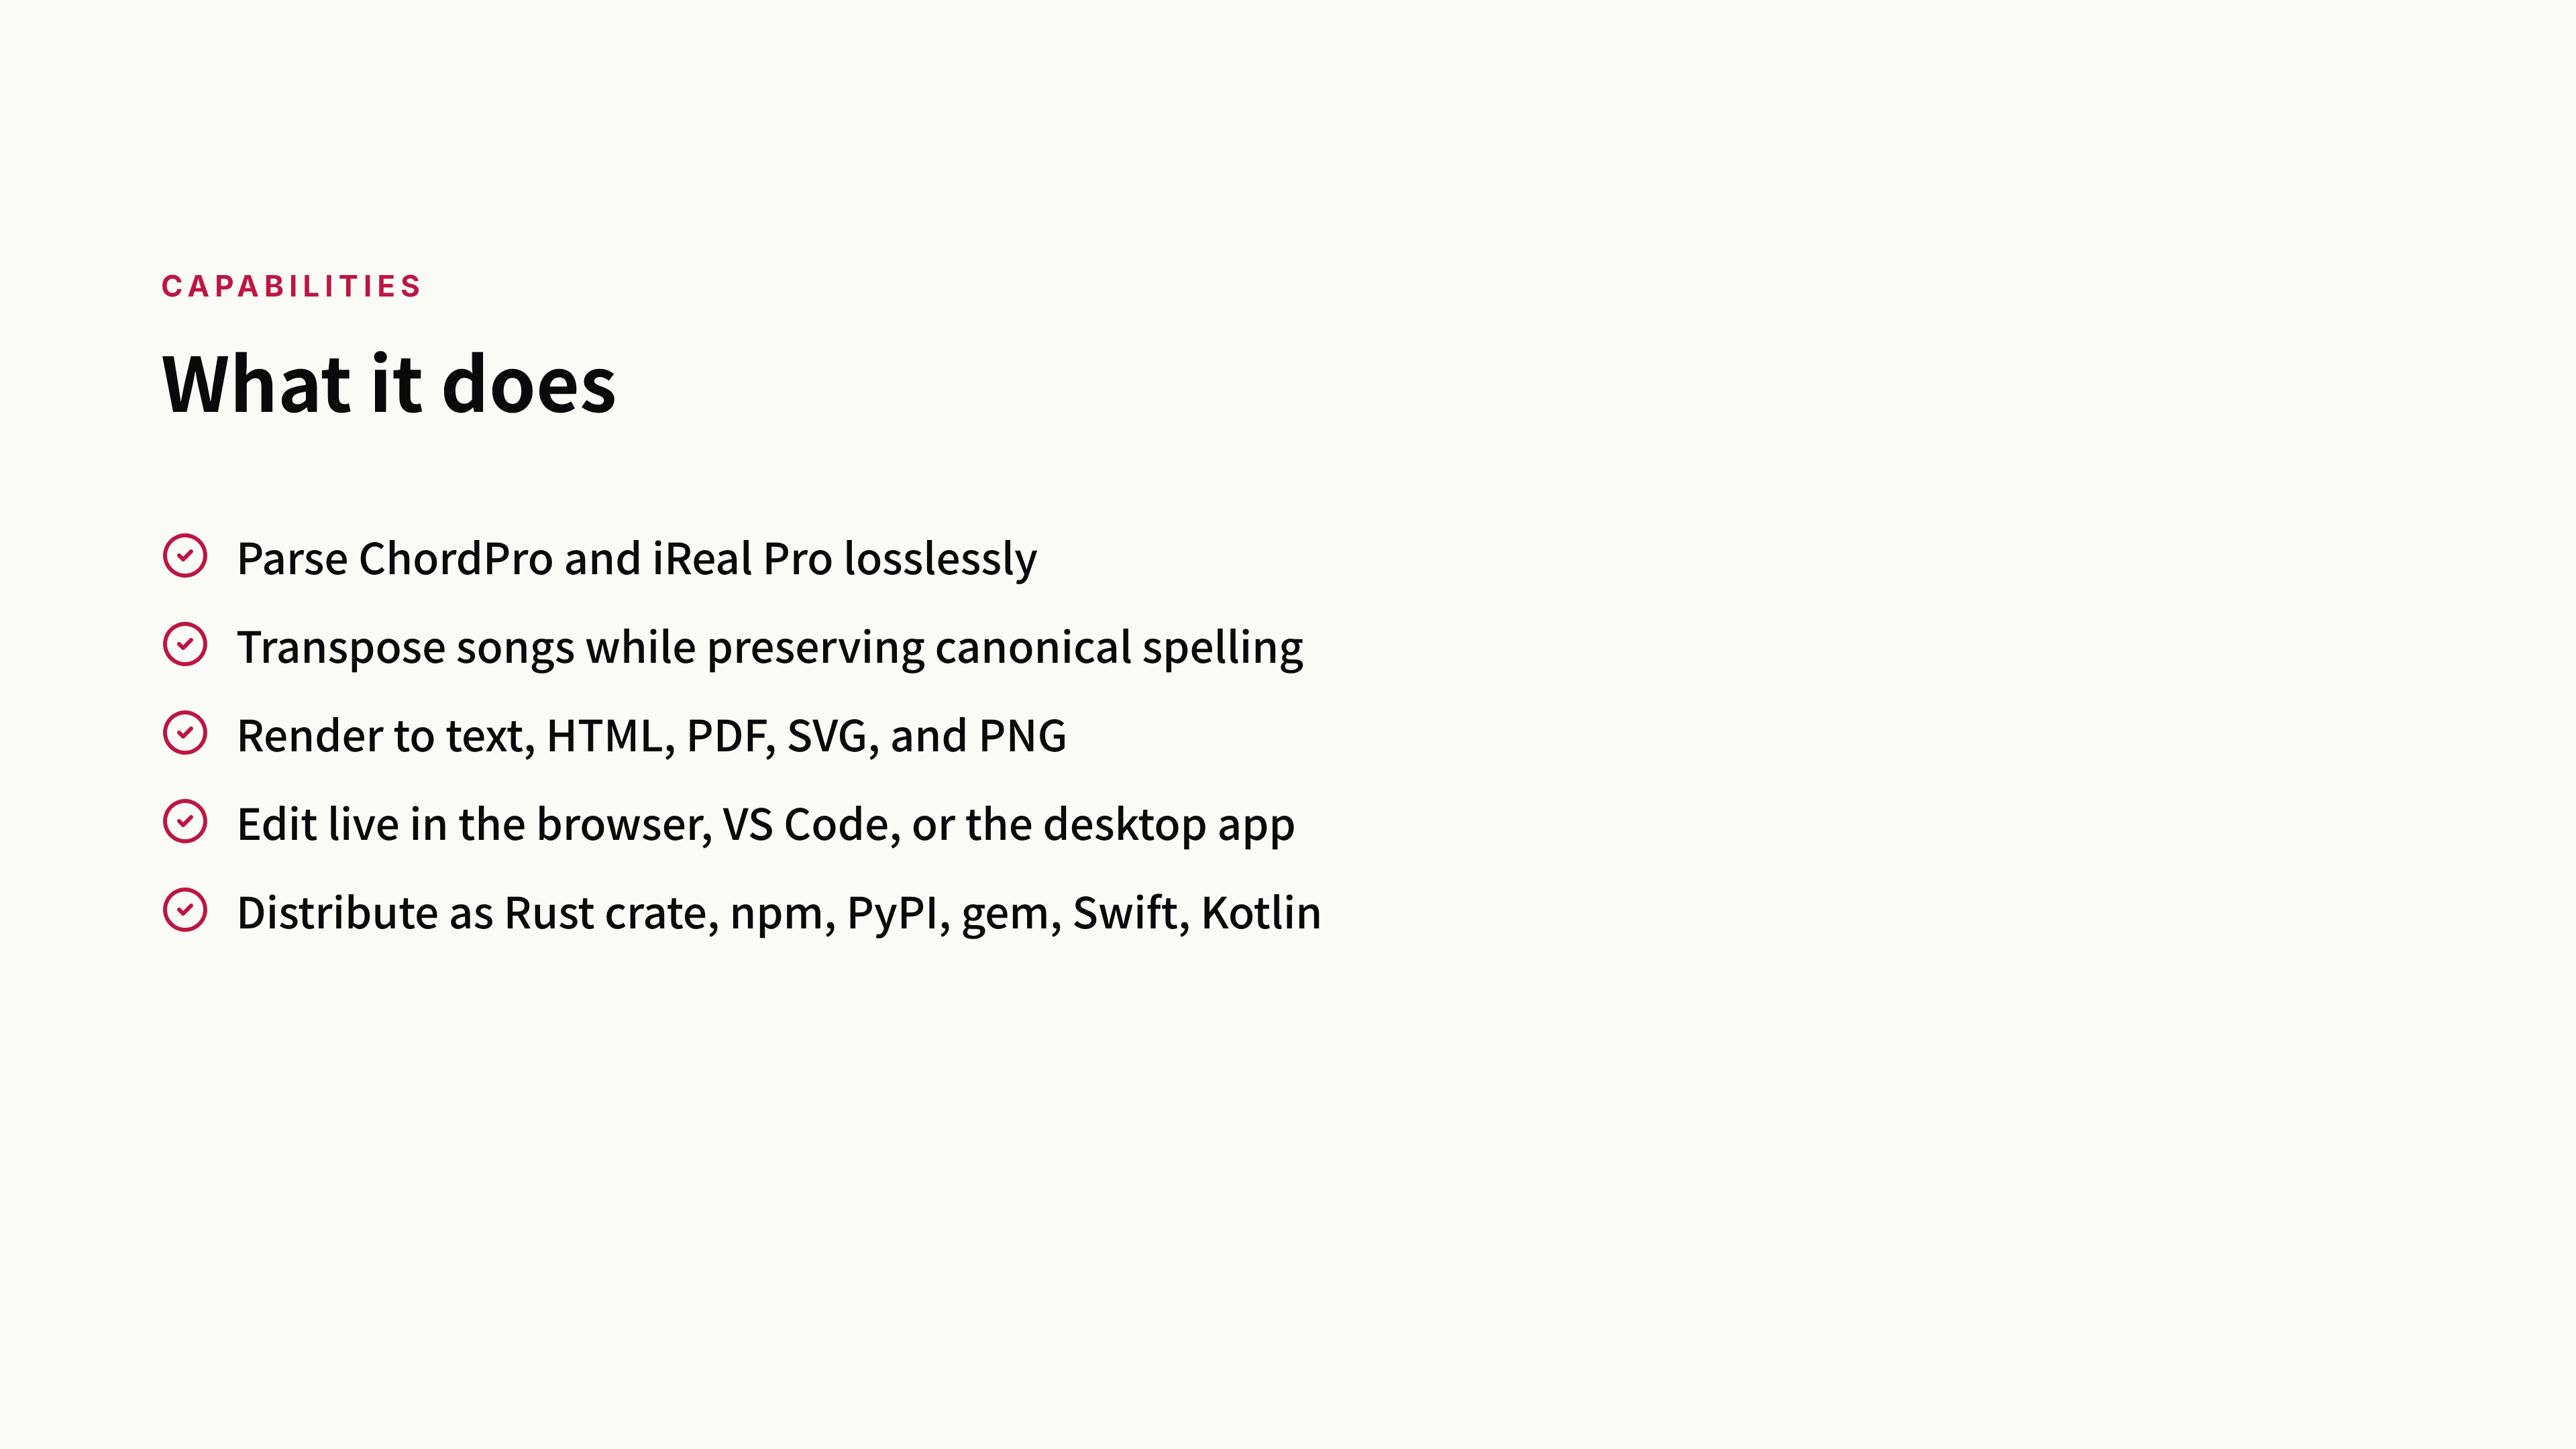 CAPABILITIES
What it does
Parse ChordPro and iReal Pro losslessly
Transpose songs while preserving canonical spelling
Render to text, HTML, PDF, SVG, and PNG
Edit live in the browser, VS Code, or the desktop app
Distribute as Rust crate, npm, PyPI, gem, Swift, Kotlin